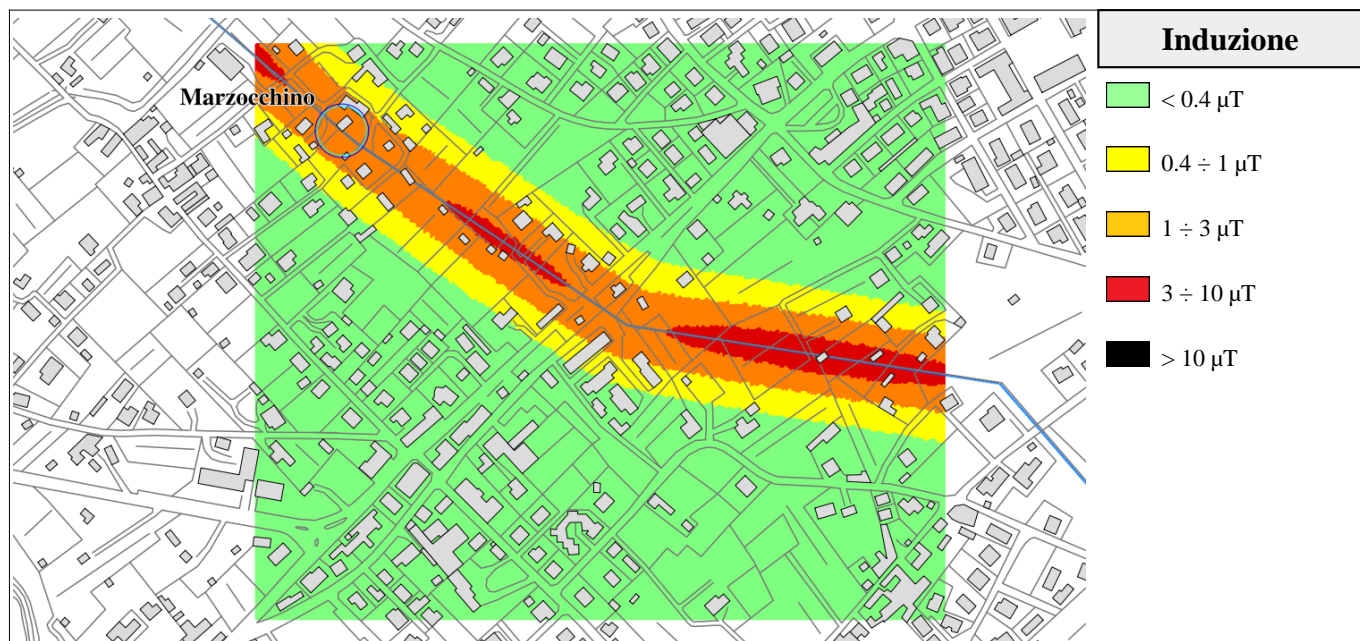 Marzocchino
Induzione
< 0.4 µT
0.4 ÷ 1 µT
1 ÷ 3 µT
3 ÷ 10 µT
> 10 µT